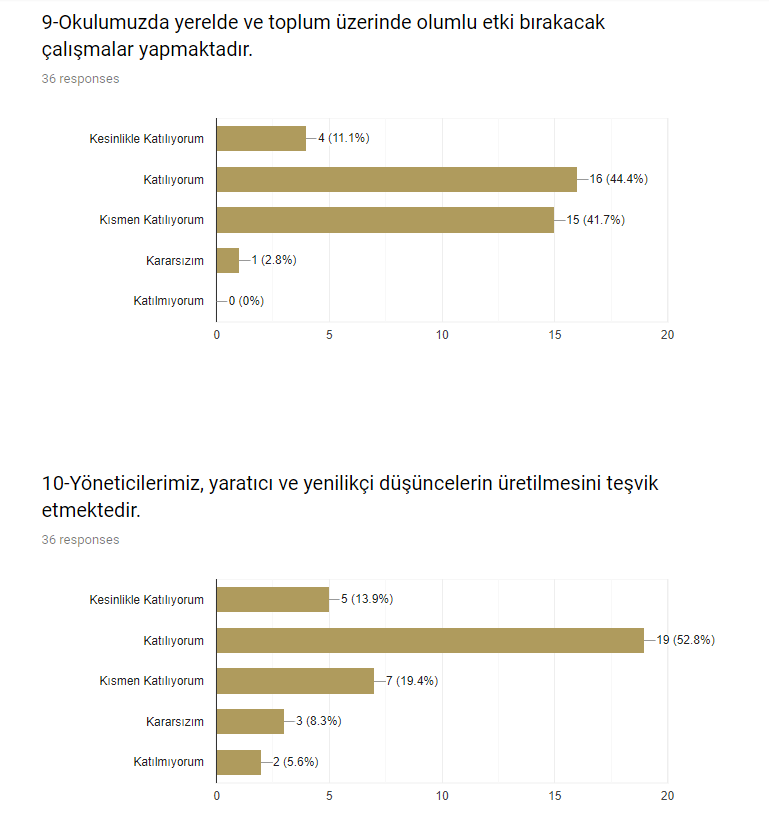 9-Okulumuzda yerelde ve toplum üzerinde olumlu etki bırakacak
çalışmalar yapmaktadır.
36 responses
Kesinlikle Katılıyorum 4 (11.1%)
Katılıyorum 16 (44.4%)
Kısmen Katılıyorum 15 (41.7%)
Kararsızım 1 (2.8%)
Katılmıyorum 0 (0%)
0 5 10 15 20
10-Yöneticilerimiz, yaratıcı ve yenilikçi düşüncelerin üretilmesini teşvik
etmektedir.
36 responses
Kesinlikle Katılıyorum 5 (13.9%)
Katılıyorum 19 (52.8%)
Kısmen Katılıyorum 7 (19.4%)
Kararsızım 3 (8.3%)
Katılmıyorum 2 (5.6%)
0 5 10 15 20